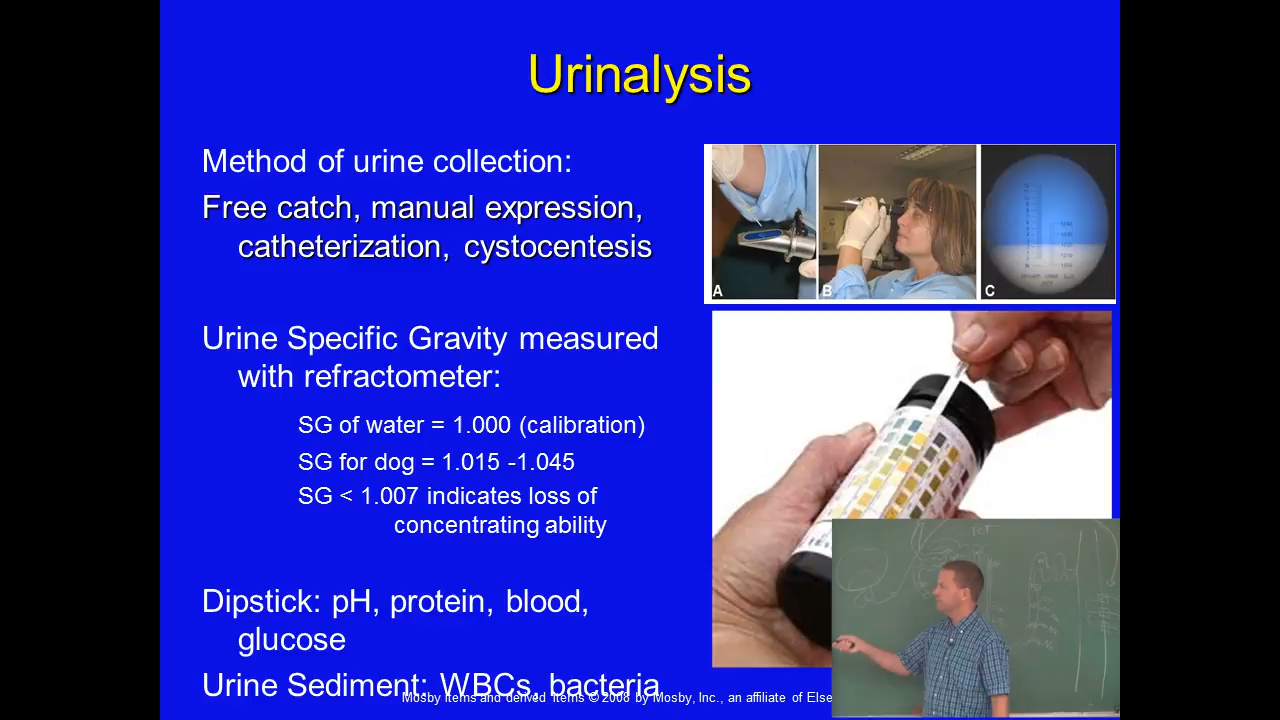 Urinalysis
Method of urine collection:
Free catch, manual expression,
catheterization, cystocentesis
Urine Specific Gravity measured
with refractometer:
SG of water = 1.000 (calibration)
SG for dog = 1.015 -1.045
SG < 1.007 indicates loss of
concentrating ability
Dipstick: pH, protein, blood,
glucose
Urine Sediment: WBCs, bacteria
Mosby items and derived items © 2008 by Mosby, Inc., an affiliate of Else
A
B
C